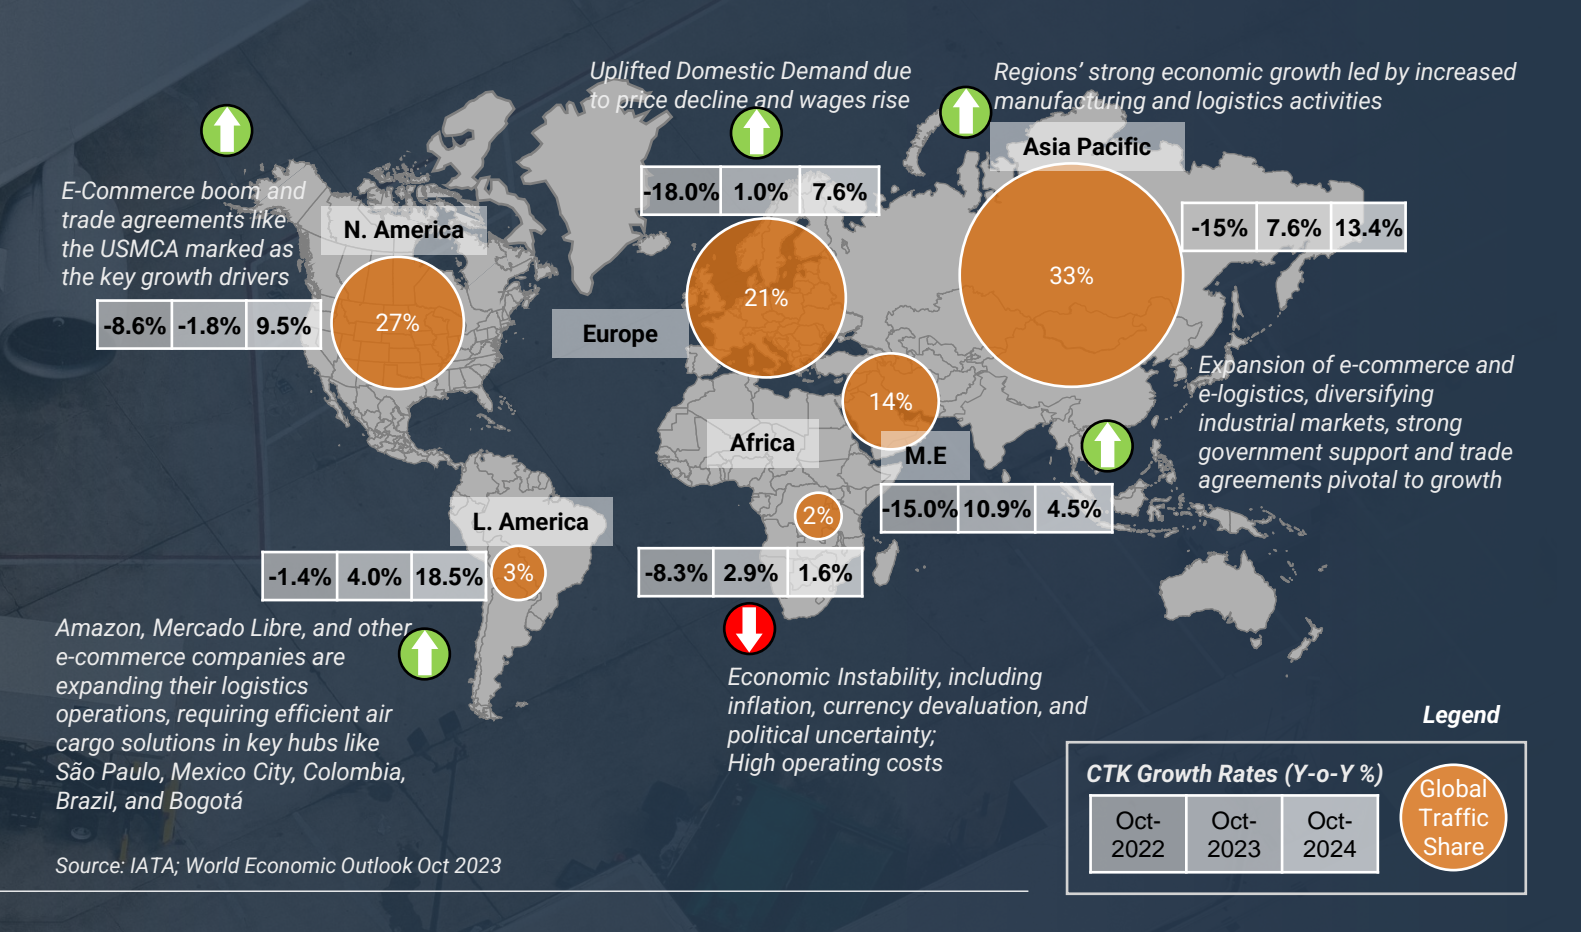 Uplifted Domestic Demand due
to price decline and wages rise
Regions’ strong economic growth led by increased
manufacturing and logistics activities
Asia Pacific
E-Commerce boom and
trade agreements like
the USMCA marked as
the key growth drivers
N. America
-18.0% 1.0% 7.6%
-15% 7.6% 13.4%
33%
21%
27%
-8.6% -1.8% 9.5%
Europe
Expansion of e-commerce and
e-logistics, diversifying
industrial markets, strong
government support and trade
agreements pivotal to growth
14%
Africa
M.E
-15.0% 10.9% 4.5%
2%
L. America
-8.3% 2.9% 1.6%
-1.4% 4.0% 18.5%
3%
Amazon, Mercado Libre, and other
e-commerce companies are
expanding their logistics
operations, requiring efficient air
cargo solutions in key hubs like
São Paulo, Mexico City, Colombia,
Brazil, and Bogotá
Economic Instability, including
inflation, currency devaluation, and
political uncertainty;
High operating costs
Legend
CTK Growth Rates (Y-o-Y %)
Oct-
2022
Oct-
2023
Oct-
2024
Global
Traffic
Share
Source: IATA; World Economic Outlook Oct 2023